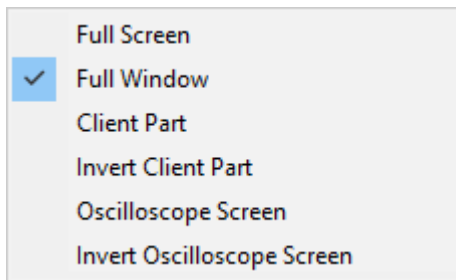 Full Screen
Full Window
Client Part
Invert Client Part
Oscilloscope Screen
Invert Oscilloscope Screen